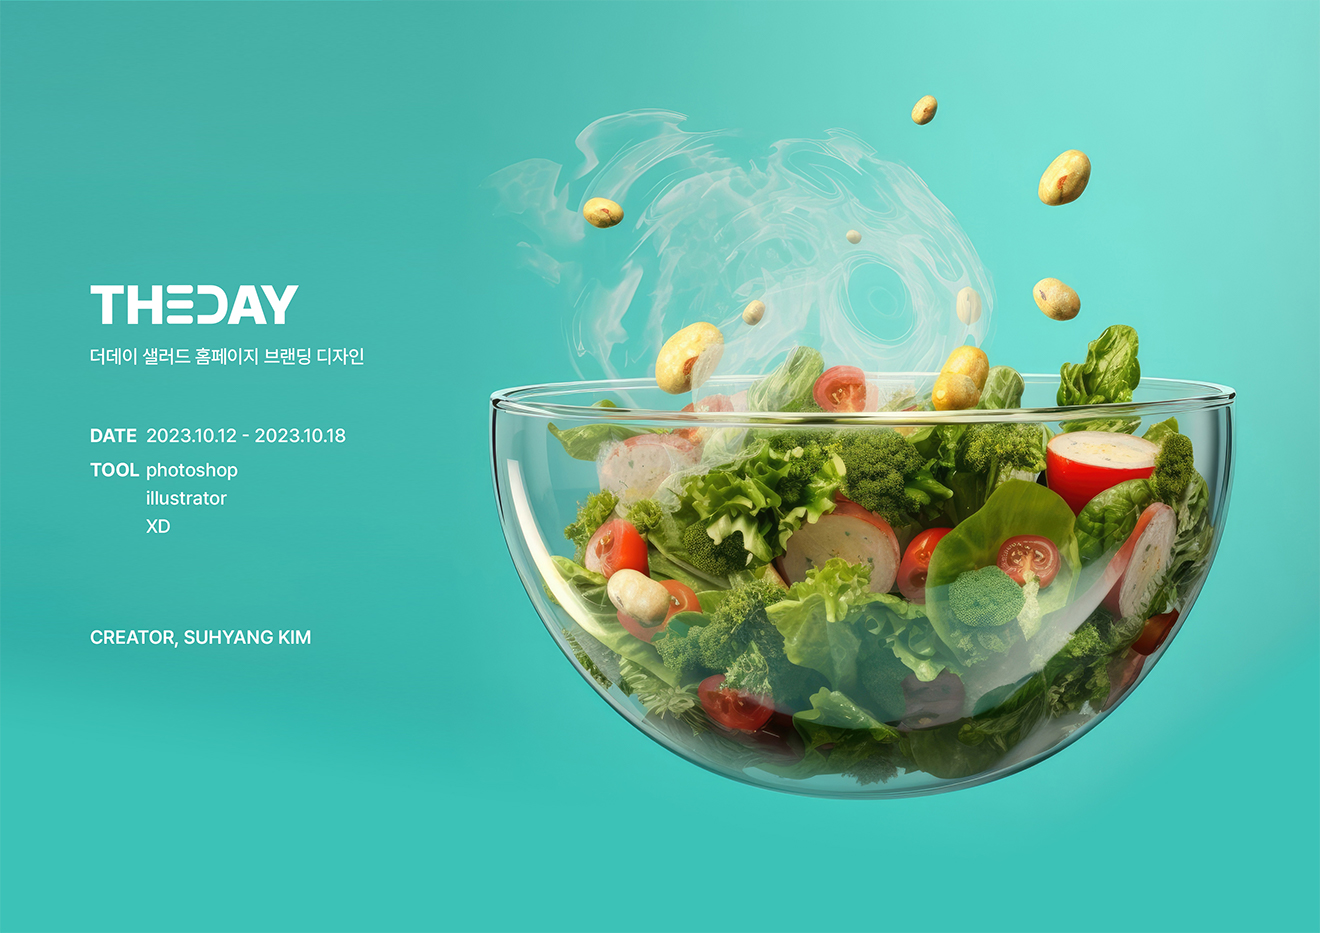 THEDAY
더데이 샐러드 홈페이지 브랜딩 디자인
DATE 2023.10.12 - 2023.10.18
TOOL photoshop
illustrator
XD
CREATOR, SUHYANG KIM